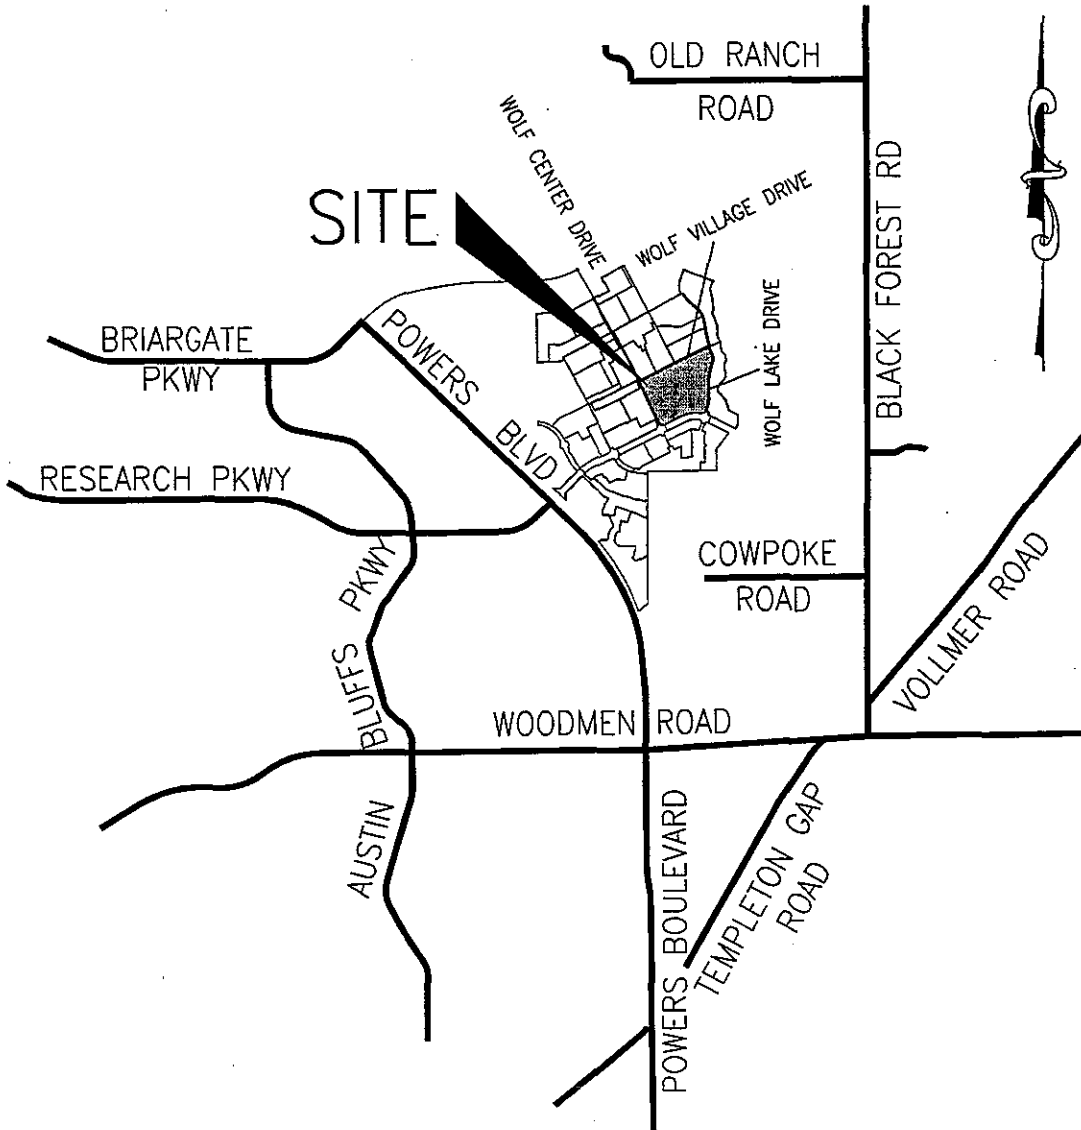 OLD RANCH
ROAD
WOLF CENTER DRIVE
WOLF VILLAGE DRIVE
SITE
BLACK FOREST RD
WOLF LAKE DRIVE
BRIARGATE
PKWY
POWERS BLVD
RESEARCH PKWY
COWPOKE
ROAD
VOLLMER ROAD
AUSTIN BLUFFS PKWY
WOODMEN ROAD
POWERS BOULEVARD
TEMPLETON GAP
ROAD